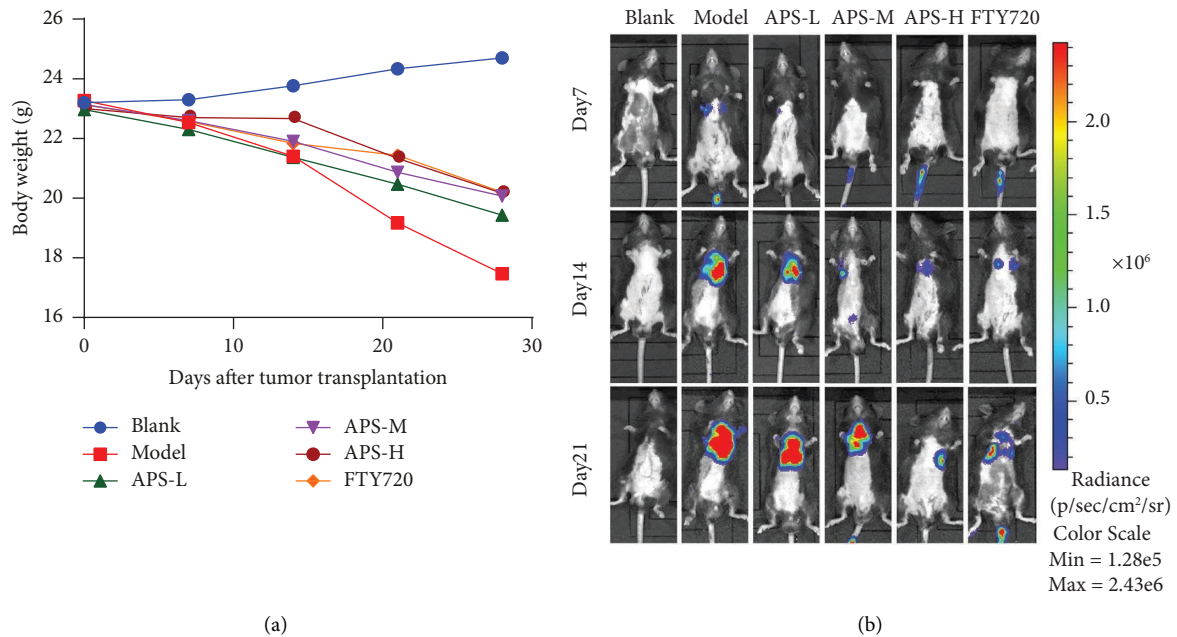 26
24
22
20
18
16
Body weight (g)
0
10
20
30
Days after tumor transplantation
Blank
Model
APS-L
APS-M
APS-H
FTY720
(a)
Blank
Model
APS-L
APS-M
APS-H
FTY720
Day7
Day14
Day21
2.0
1.5
×10⁶
1.0
0.5
Radiance
(p/sec/cm²/sr)
Color Scale
Min = 1.28e5
Max = 2.43e6
(b)